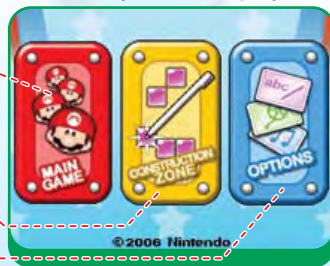 MAIN
GAME
CONSTRUCTION
ZONE
abc
OPTIONS
©2006 Nintendo